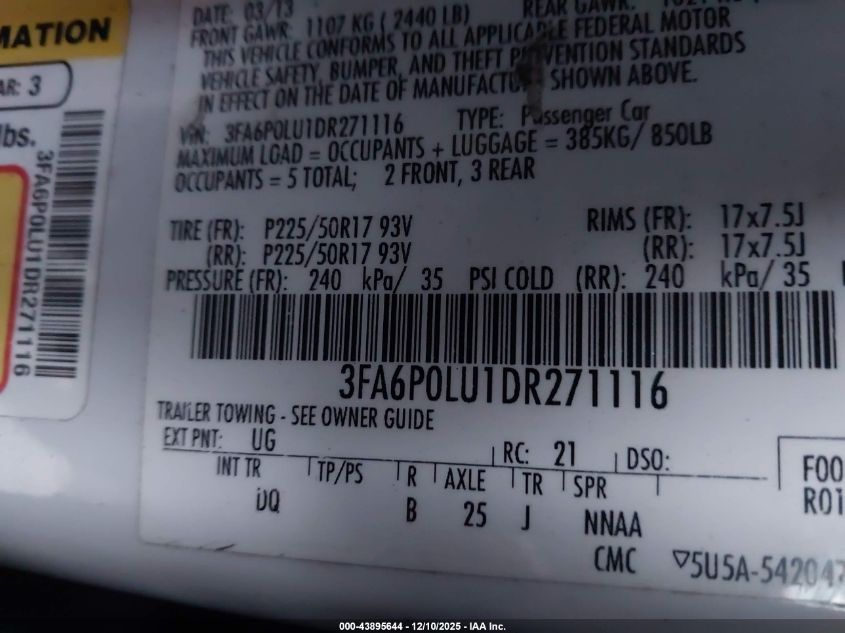 MATION
AR: 3
lbs.
3FA6P0LU1DR271116
DATE: 03/13
REAR GAWR:
FRONT GAWR: 1107 KG ( 2440 LB)
THIS VEHICLE CONFORMS TO ALL APPLICABLE FEDERAL MOTOR
VEHICLE SAFETY, BUMPER, AND THEFT PREVENTION STANDARDS
IN EFFECT ON THE DATE OF MANUFACTURE SHOWN ABOVE.
VIN: 3FA6P0LU1DR271116 TYPE: Passenger Car
MAXIMUM LOAD = OCCUPANTS + LUGGAGE = 385KG/ 850LB
OCCUPANTS = 5 TOTAL; 2 FRONT, 3 REAR
TIRE (FR): P225/50R17 93V RIMS (FR): 17x7.5J
(RR): P225/50R17 93V (RR): 17x7.5J
PRESSURE (FR): 240 kPa/ 35 PSI COLD (RR): 240 kPa/ 35
3FA6P0LU1DR271116
TRAILER TOWING - SEE OWNER GUIDE
EXT PNT: UG RC: 21 DSO:
INT TR TP/PS R AXLE TR SPR
DQ B 25 J NNAA
F00
R01
CMC ▽5U5A-542047
000-43895644 - 12/10/2025 - IAA Inc.